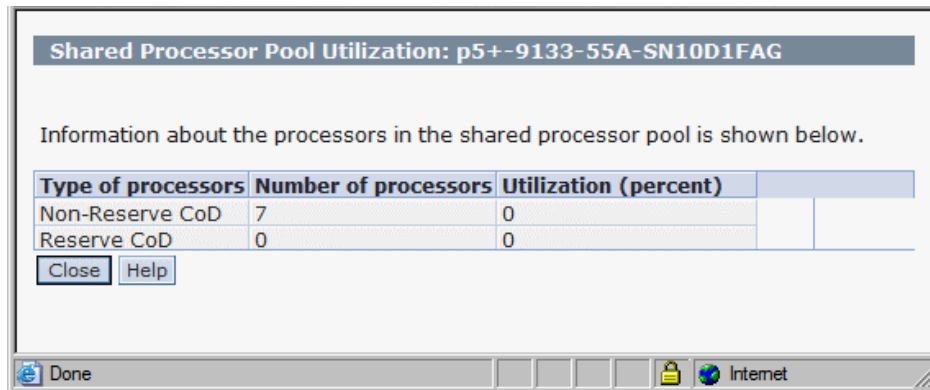 Shared Processor Pool Utilization: p5+-9133-55A-SN10D1FAG
Information about the processors in the shared processor pool is shown below.
Type of processors Number of processors Utilization (percent)
Non-Reserve CoD 7 0
Reserve CoD 0 0
Close Help
Done Internet